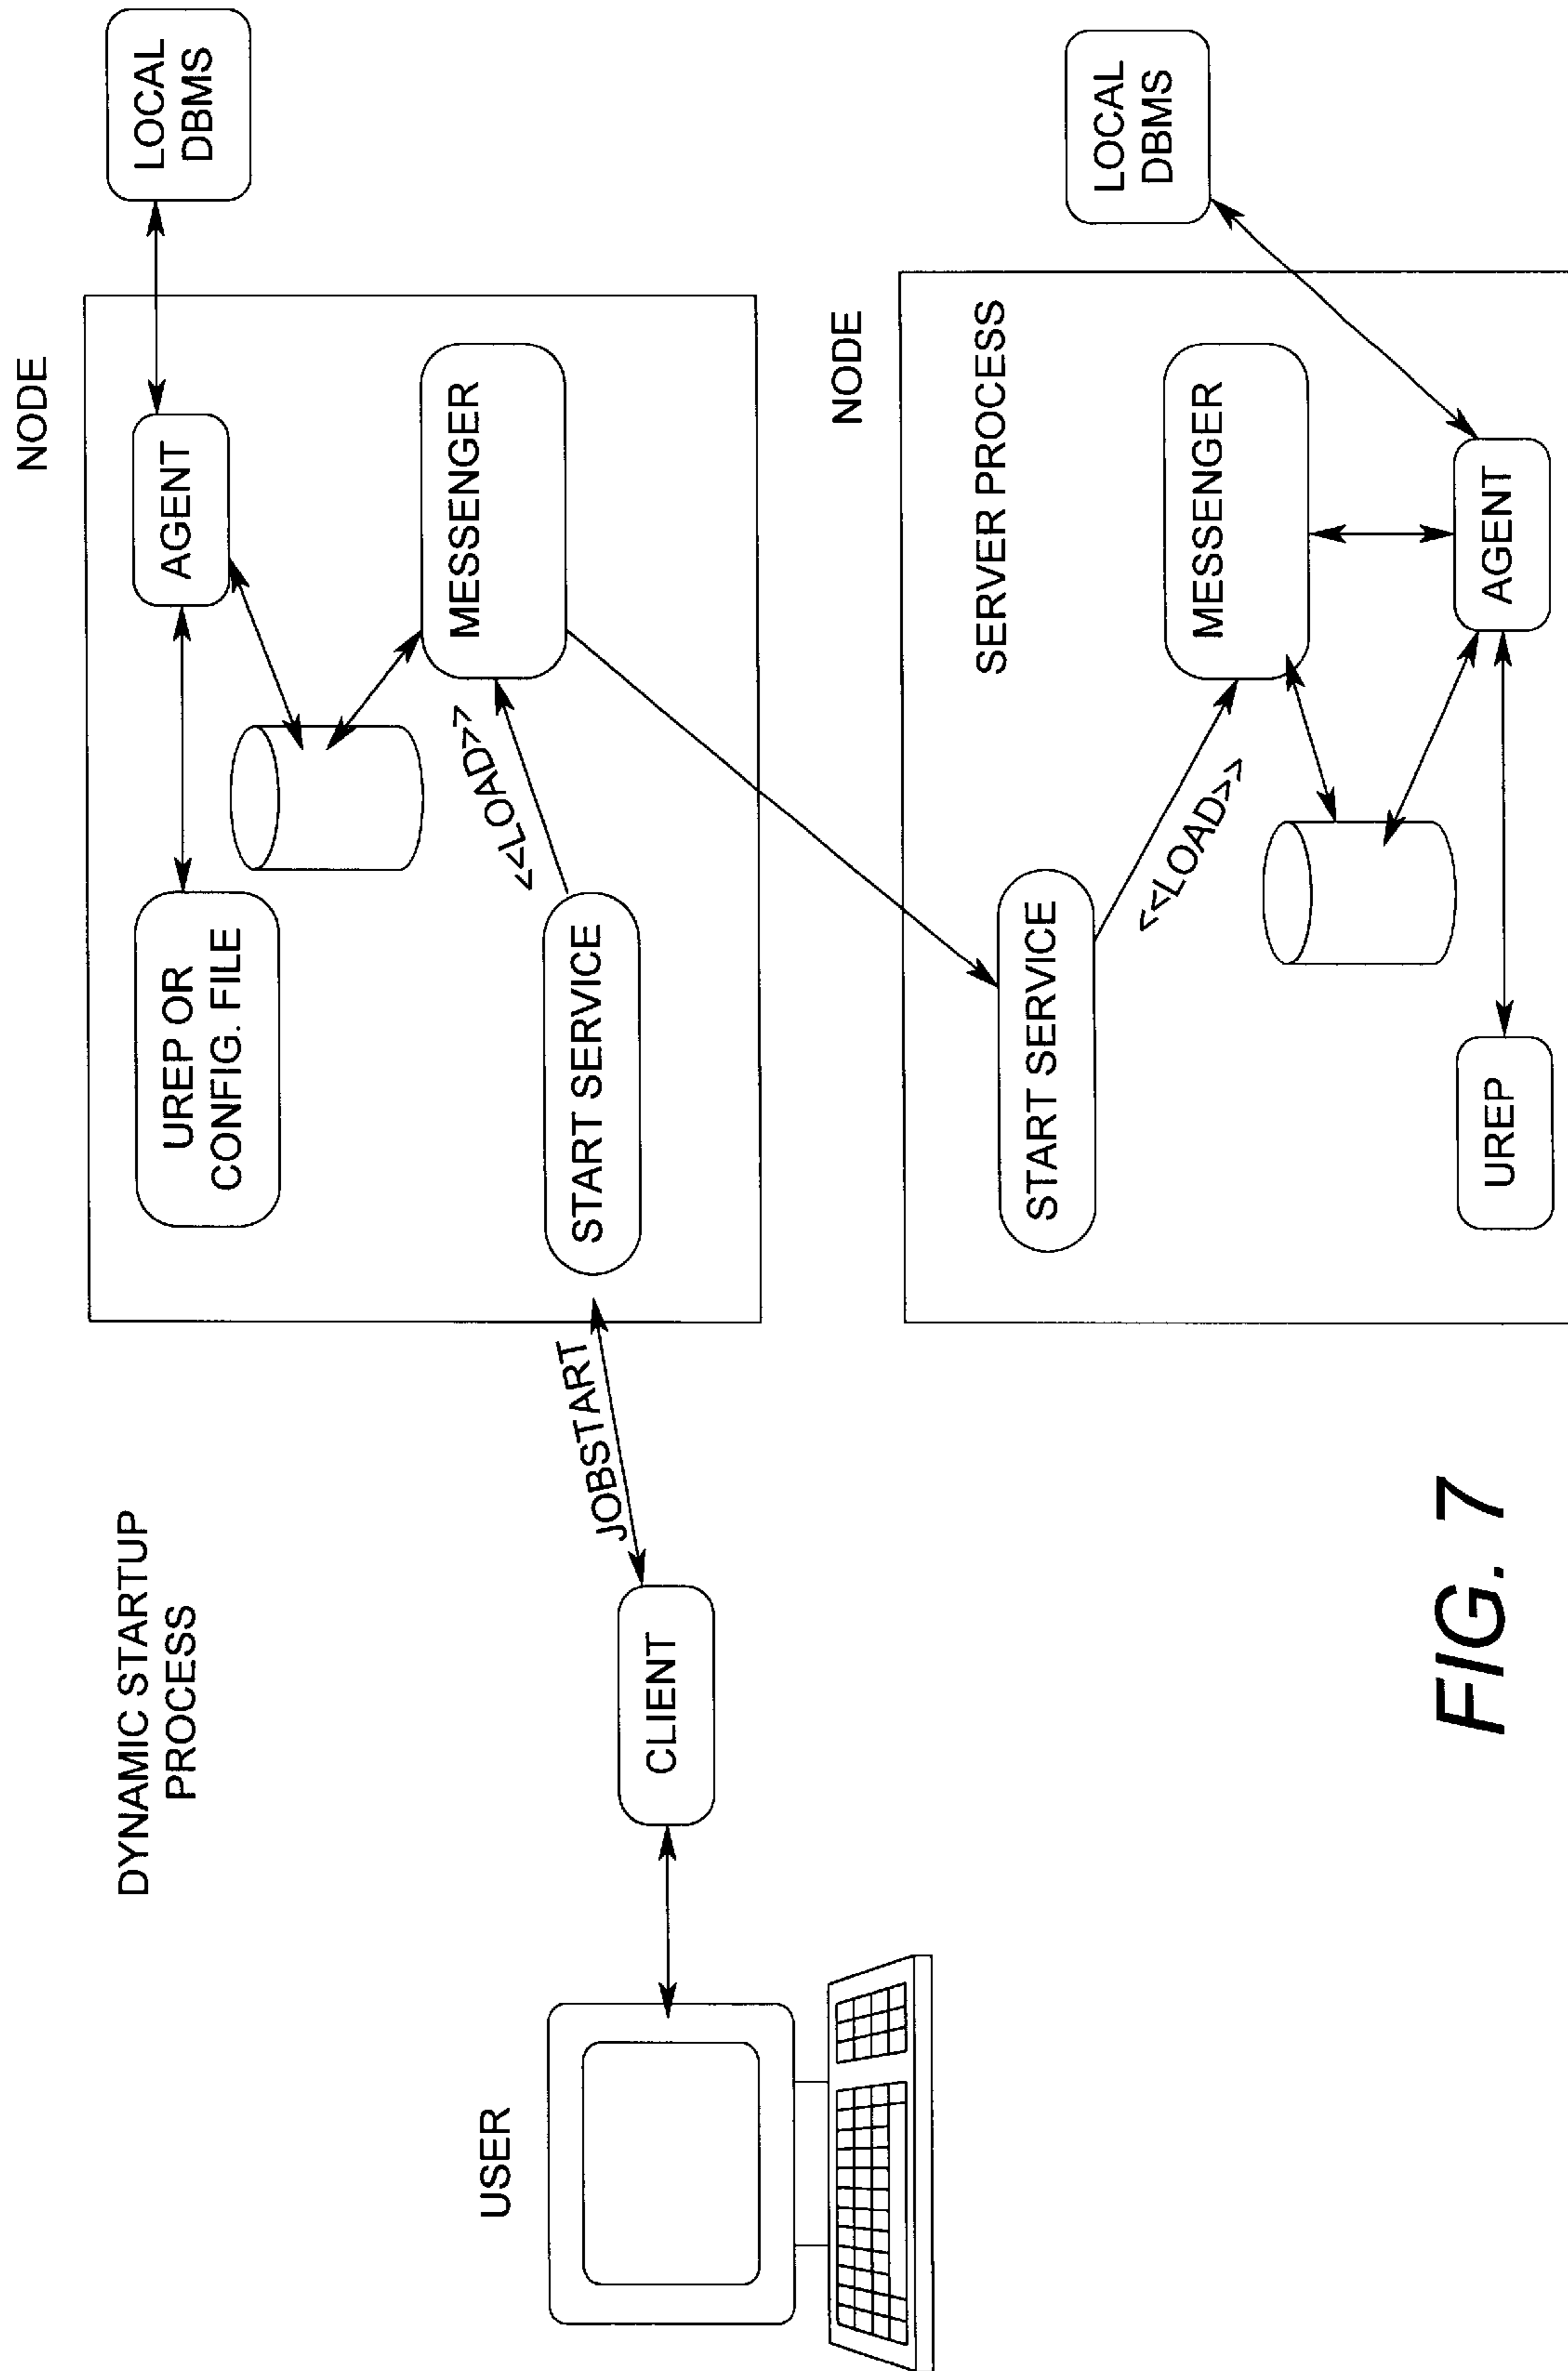 DYNAMIC STARTUP
PROCESS
USER
CLIENT
JOBSTART
NODE
UREP OR
CONFIG. FILE
AGENT
LOCAL
DBMS
START SERVICE
<<LOAD>>
MESSENGER
NODE
SERVER PROCESS
START SERVICE
<<LOAD>>
MESSENGER
LOCAL
DBMS
UREP
AGENT
FIG. 7